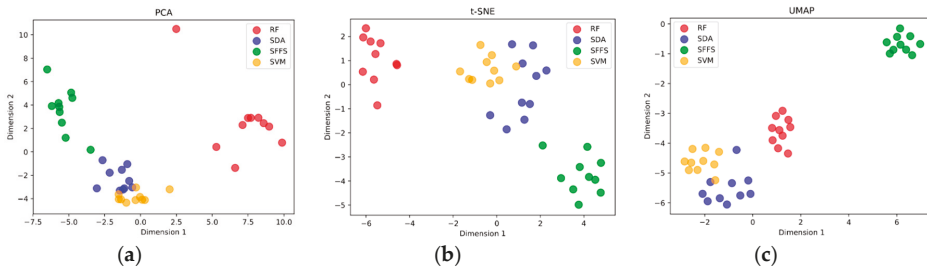 PCA
RF
SDA
SFFS
SVM
Dimension 2
10
8
6
4
2
0
−2
−4
−7.5
−5.0
−2.5
0.0
2.5
5.0
7.5
10.0
Dimension 1
(a)
t-SNE
RF
SDA
SFFS
SVM
Dimension 2
2
1
0
−1
−2
−3
−4
−5
−6
−4
−2
0
2
4
Dimension 1
(b)
UMAP
RF
SDA
SFFS
SVM
Dimension 2
0
−1
−2
−3
−4
−5
−6
−2
0
2
4
6
Dimension 1
(c)